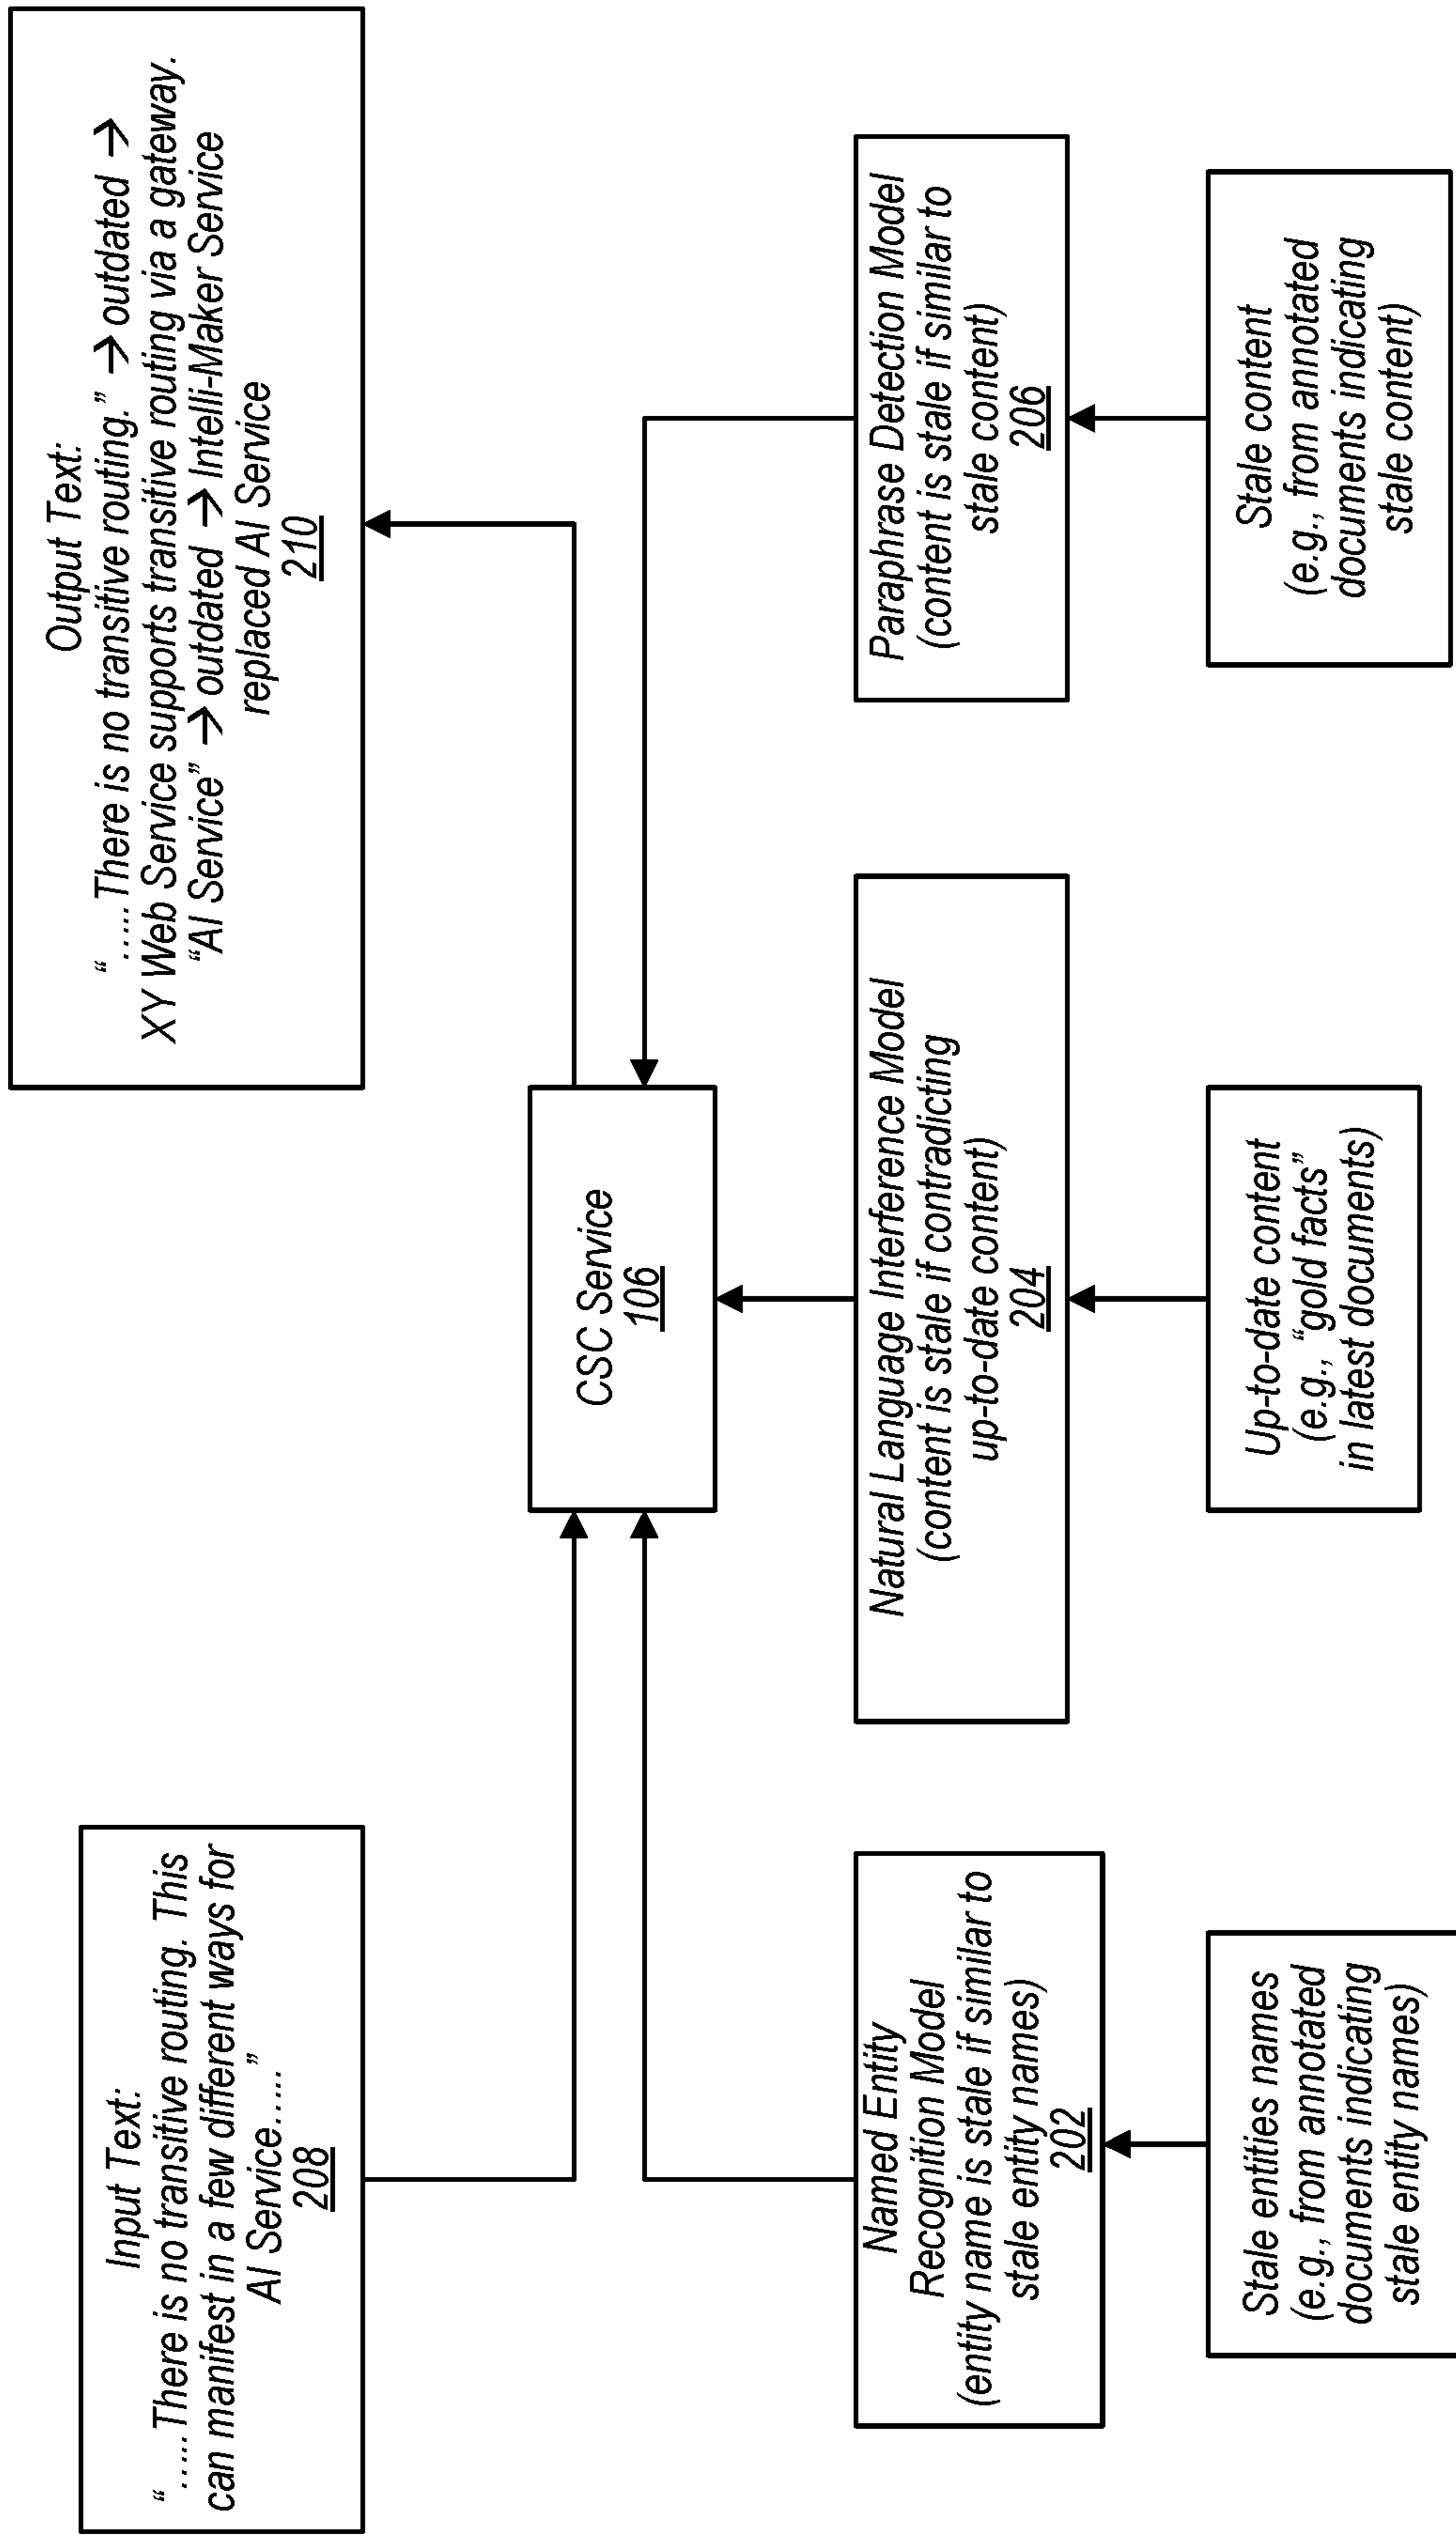 Input Text:
“.....There is no transitive routing. This
can manifest in a few different ways for
AI Service.....”
208
Output Text:
“.....There is no transitive routing.” → outdated →
XY Web Service supports transitive routing via a gateway.
“AI Service” → outdated → Intelli-Maker Service
replaced AI Service
210
CSC Service
106
Named Entity
Recognition Model
(entity name is stale if similar to
stale entity names)
202
Natural Language Interference Model
(content is stale if contradicting
up-to-date content)
204
Paraphrase Detection Model
(content is stale if similar to
stale content)
206
Stale entities names
(e.g., from annotated
documents indicating
stale entity names)
Up-to-date content
(e.g., “gold facts”
in latest documents)
Stale content
(e.g., from annotated
documents indicating
stale content)